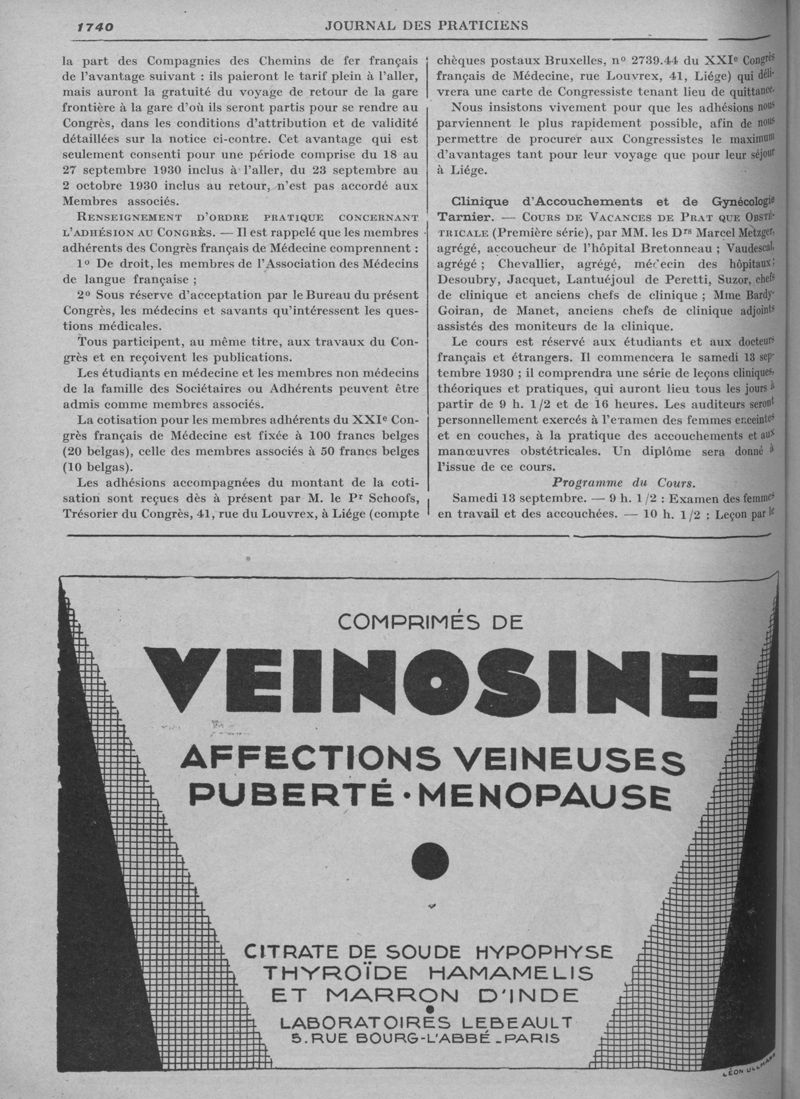 1740
JOURNAL DES PRATICIENS
la part des Compagnies des Chemins de fer français
de l'avantage suivant : ils paieront le tarif plein à l'aller,
mais auront la gratuité du voyage de retour de la gare
frontière à la gare d'où ils seront partis pour se rendre au
Congrès, dans les conditions d'attribution et de validité
détaillées sur la notice ci-contre. Cet avantage qui est
seulement consenti pour une période comprise du 18 au
27 septembre 1930 inclus à l'aller, du 23 septembre au
2 octobre 1930 inclus au retour, n'est pas accordé aux
Membres associés.
RENSEIGNEMENT D'ORDRE PRATIQUE CONCERNANT
L'ADHÉSION AU CONGRÈS. — Il est rappelé que les membres
adhérents des Congrès français de Médecine comprennent :
1º De droit, les membres de l'Association des Médecins
de langue française ;
2º Sous réserve d'acceptation par le Bureau du présent
Congrès, les médecins et savants qu'intéressent les ques-
tions médicales.
Tous participent, au même titre, aux travaux du Con-
grès et en reçoivent les publications.
Les étudiants en médecine et les membres non médecins
de la famille des Sociétaires ou Adhérents peuvent être
admis comme membres associés.
La cotisation pour les membres adhérents du XXIe Con-
grès français de Médecine est fixée à 100 francs belges
(20 belgas), celle des membres associés à 50 francs belges
(10 belgas).
Les adhésions accompagnées du montant de la coti-
sation sont reçues dès à présent par M. le Pr Schoofs,
Trésorier du Congrès, 41, rue du Louvrex, à Liége (compte
chèques postaux Bruxelles, nº 2739.44 du XXIe Congrès
français de Médecine, rue Louvrex, 41, Liége) qui déli-
vrera une carte de Congressiste tenant lieu de quittance.
Nous insistons vivement pour que les adhésions nous
parviennent le plus rapidement possible, afin de nous
permettre de procurer aux Congressistes le maximum
d'avantages tant pour leur voyage que pour leur séjour
à Liége.
Clinique d'Accouchements et de Gynécologie
Tarnier. — COURS DE VACANCES DE PRAT QUE OBSTÉ-
TRICALE (Première série), par MM. les Drs Marcel Metzger,
agrégé, accoucheur de l'hôpital Bretonneau ; Vaudescal,
agrégé ; Chevallier, agrégé, médecin des hôpitaux ;
Desoubry, Jacquet, Lantuéjoul de Peretti, Suzor, chefs
de clinique et anciens chefs de clinique ; Mme Bardy-
Goiran, de Manet, anciens chefs de clinique adjoints
assistés des moniteurs de la clinique.
Le cours est réservé aux étudiants et aux docteurs
français et étrangers. Il commencera le samedi 13 sep-
tembre 1930 ; il comprendra une série de leçons cliniques,
théoriques et pratiques, qui auront lieu tous les jours à
partir de 9 h. 1/2 et de 16 heures. Les auditeurs seront
personnellement exercés à l'examen des femmes enceintes
et en couches, à la pratique des accouchements et aux
manœuvres obstétricales. Un diplôme sera donné à
l'issue de ce cours.
Programme du Cours.
Samedi 13 septembre. — 9 h. 1/2 : Examen des femmes
en travail et des accouchées. — 10 h. 1/2 : Leçon par le
COMPRIMÉS DE
VEINOSINE
AFFECTIONS VEINEUSES
PUBERTÉ · MENOPAUSE
CITRATE DE SOUDE HYPOPHYSE
THYROÏDE HAMAMELIS
ET MARRON D'INDE
LABORATOIRES LEBEAULT
5. RUE BOURG-L'ABBÉ - PARIS
LÉON ULLMANN